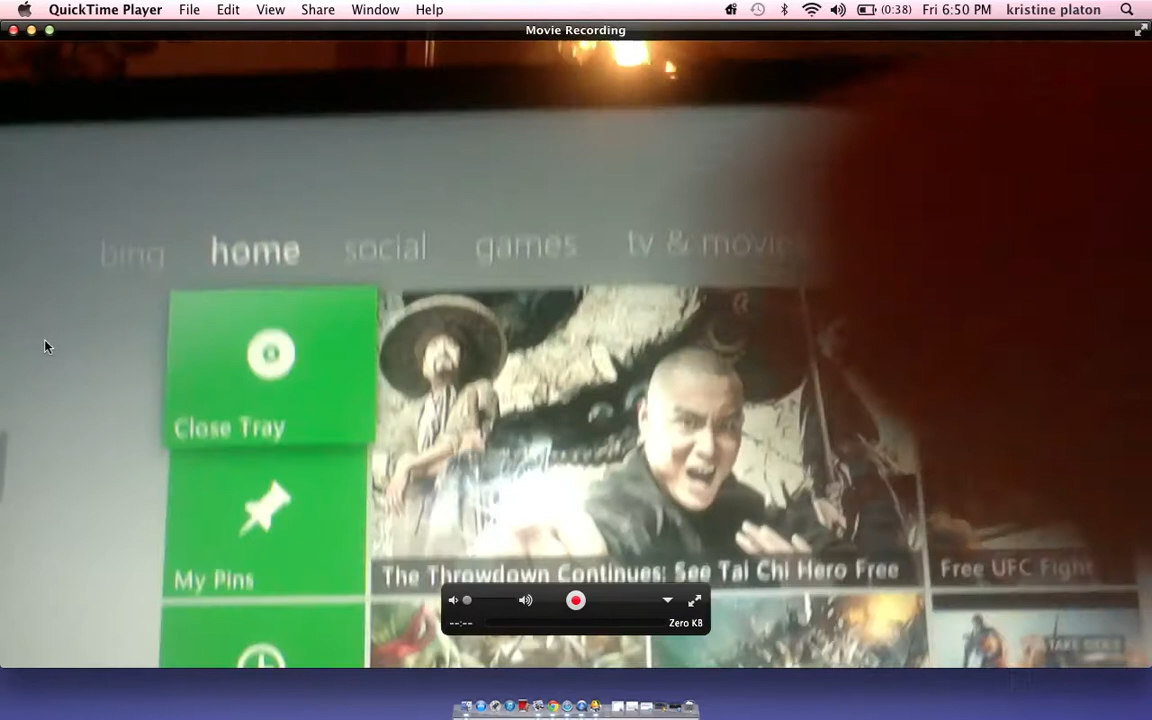 QuickTime Player File Edit View Share Window Help (0:38) Fri 6:50 PM kristine platon
Movie Recording
bing home social games tv & movies
Close Tray
My Pins
The Throwdown Continues: See Tai Chi Hero Free
Free UFC Fight
TAKE SIDES
--:-- Zero KB